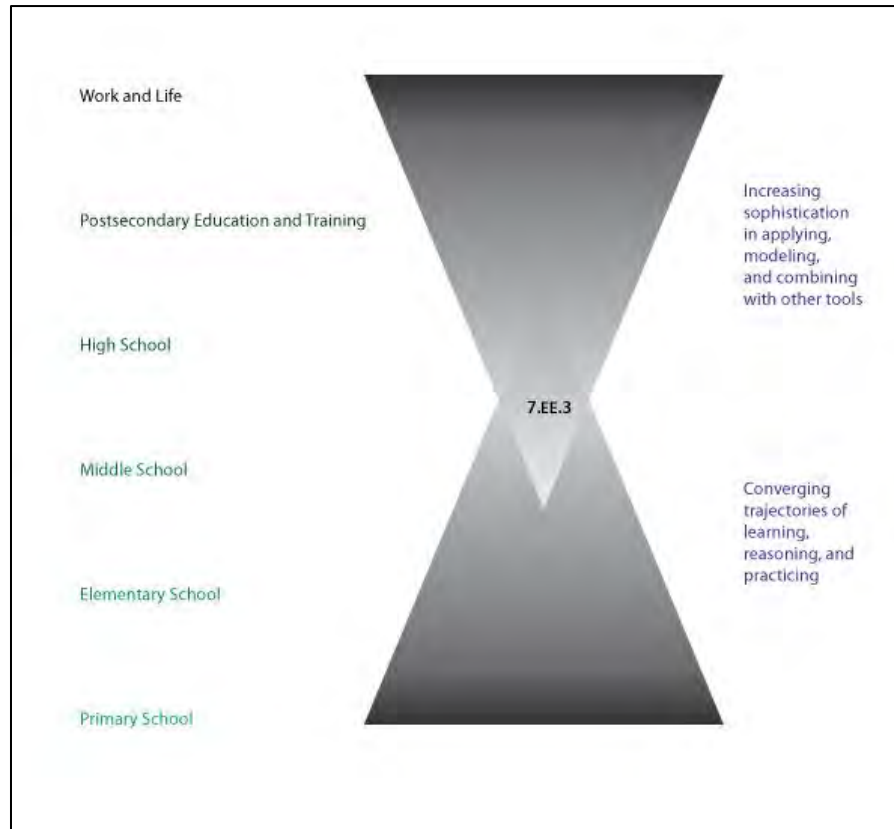 Work and Life
Postsecondary Education and Training
High School
Middle School
Elementary School
Primary School
7.EE.3
Increasing
sophistication
in applying,
modeling,
and combining
with other tools
Converging
trajectories of
learning,
reasoning, and
practicing